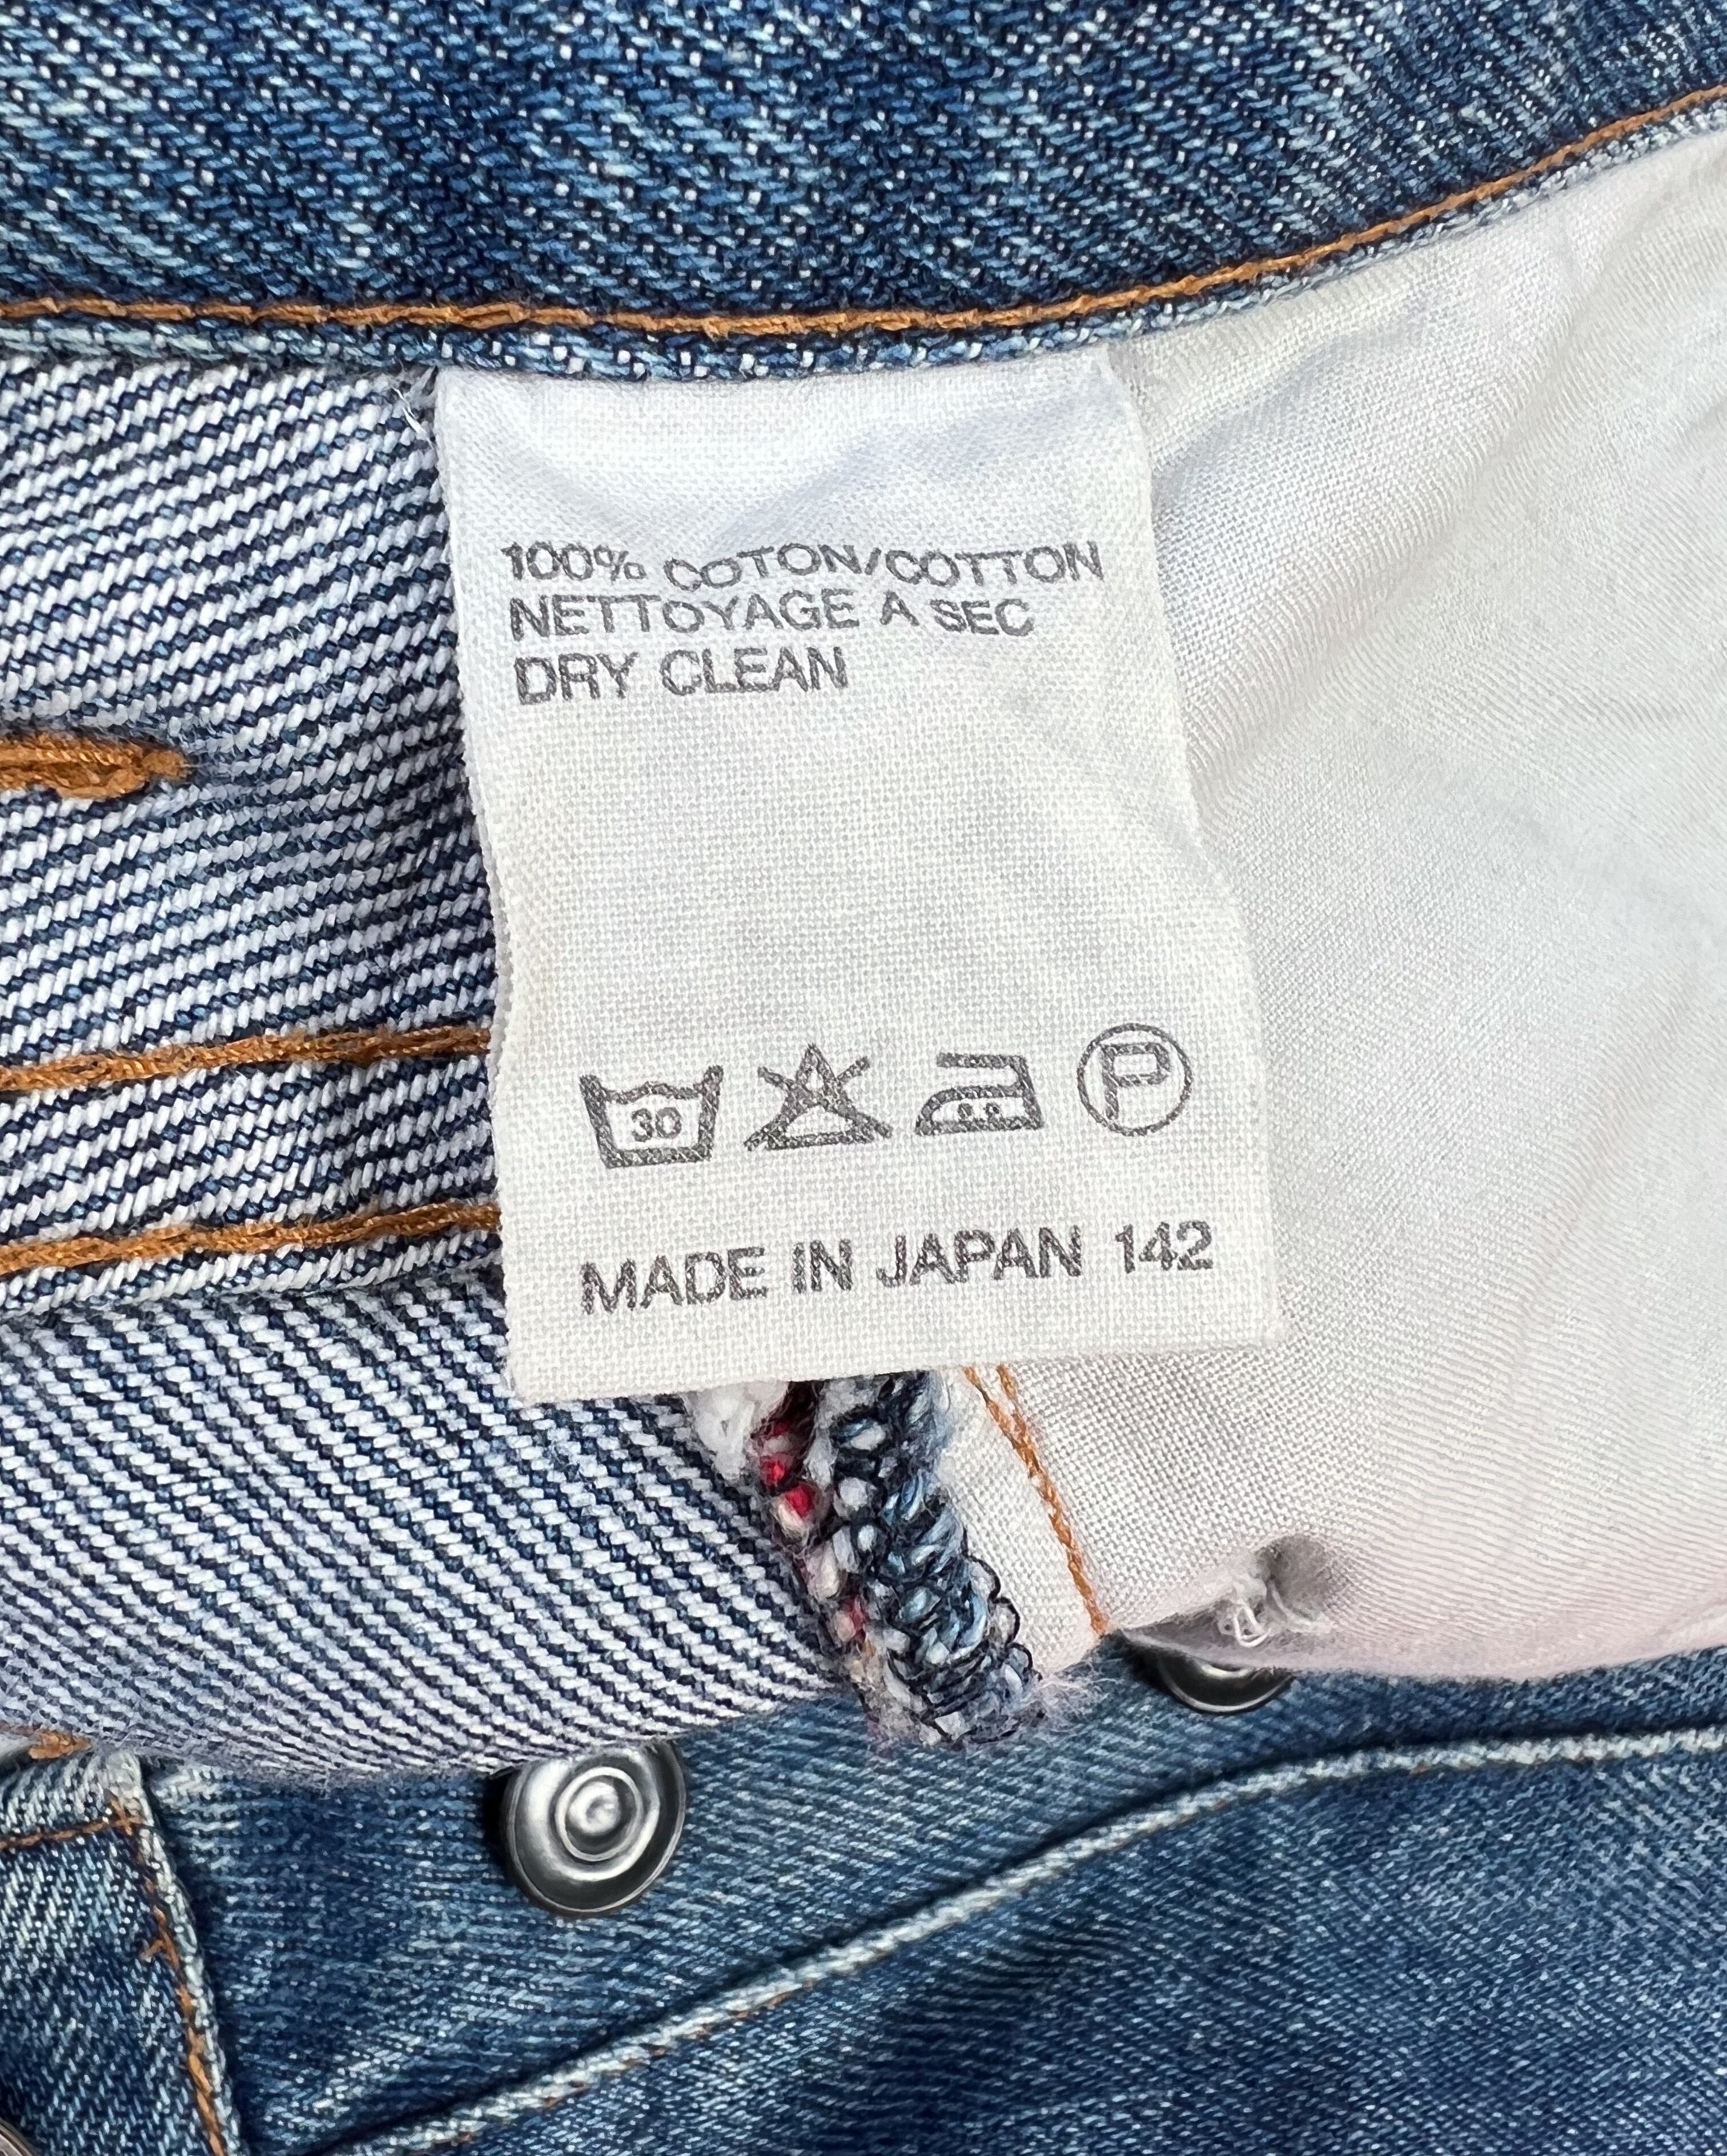 100% COTON/COTTON
NETTOYAGE A SEC
DRY CLEAN
30 P
MADE IN JAPAN 142